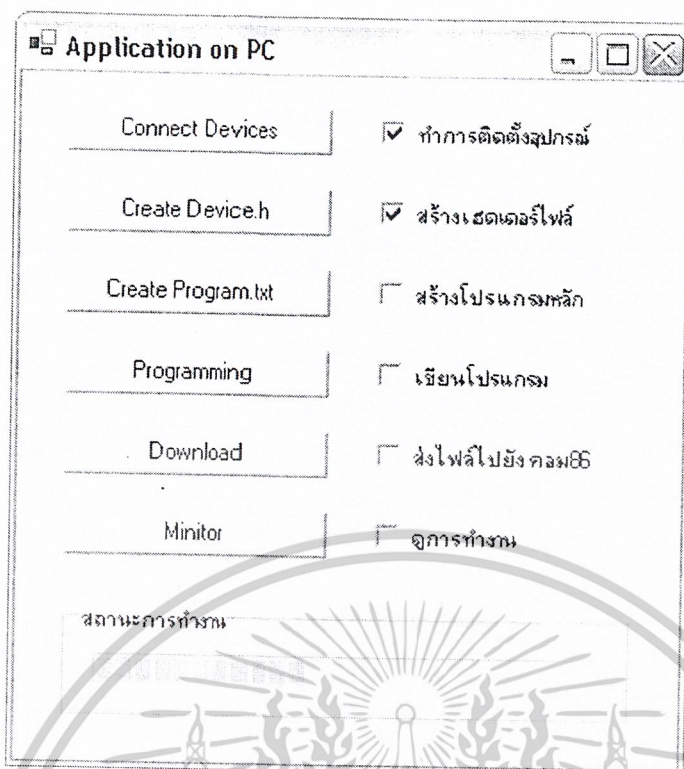 Application on PC
Connect Devices
ทำการติดตั้งอุปกรณ์
Create Device.h
สร้างเฮดเดอร์ไฟล์
Create Program.txt
สร้างโปรแกรมหลัก
Programming
เขียนโปรแกรม
Download
ส่งไฟล์ไปยัง คอม86
Minitor
ดูการทำงาน
สถานะการทำงาน